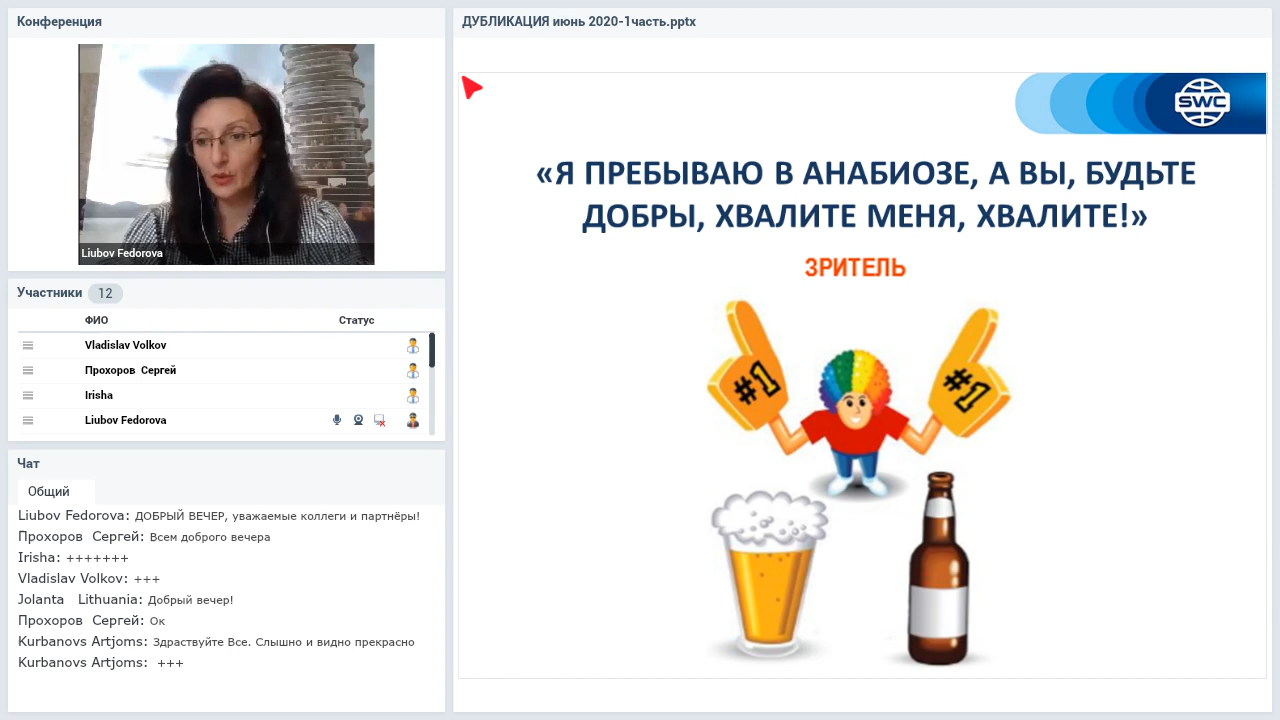 Конференция
Liubov Fedorova
Участники 12
ФИО Статус
Vladislav Volkov
Прохоров Сергей
Irisha
Liubov Fedorova
Чат
Общий
Liubov Fedorova: ДОБРЫЙ ВЕЧЕР, уважаемые коллеги и партнёры!
Прохоров Сергей: Всем доброго вечера
Irisha: +++++++
Vladislav Volkov: +++
Jolanta Lithuania: Добрый вечер!
Прохоров Сергей: Ок
Kurbanovs Artjoms: Здраствуйте Все. Слышно и видно прекрасно
Kurbanovs Artjoms: +++
ДУБЛИКАЦИЯ июнь 2020-1часть.pptx
SWC
«Я ПРЕБЫВАЮ В АНАБИОЗЕ, А ВЫ, БУДЬТЕ
ДОБРЫ, ХВАЛИТЕ МЕНЯ, ХВАЛИТЕ!»
ЗРИТЕЛЬ
#1
#1